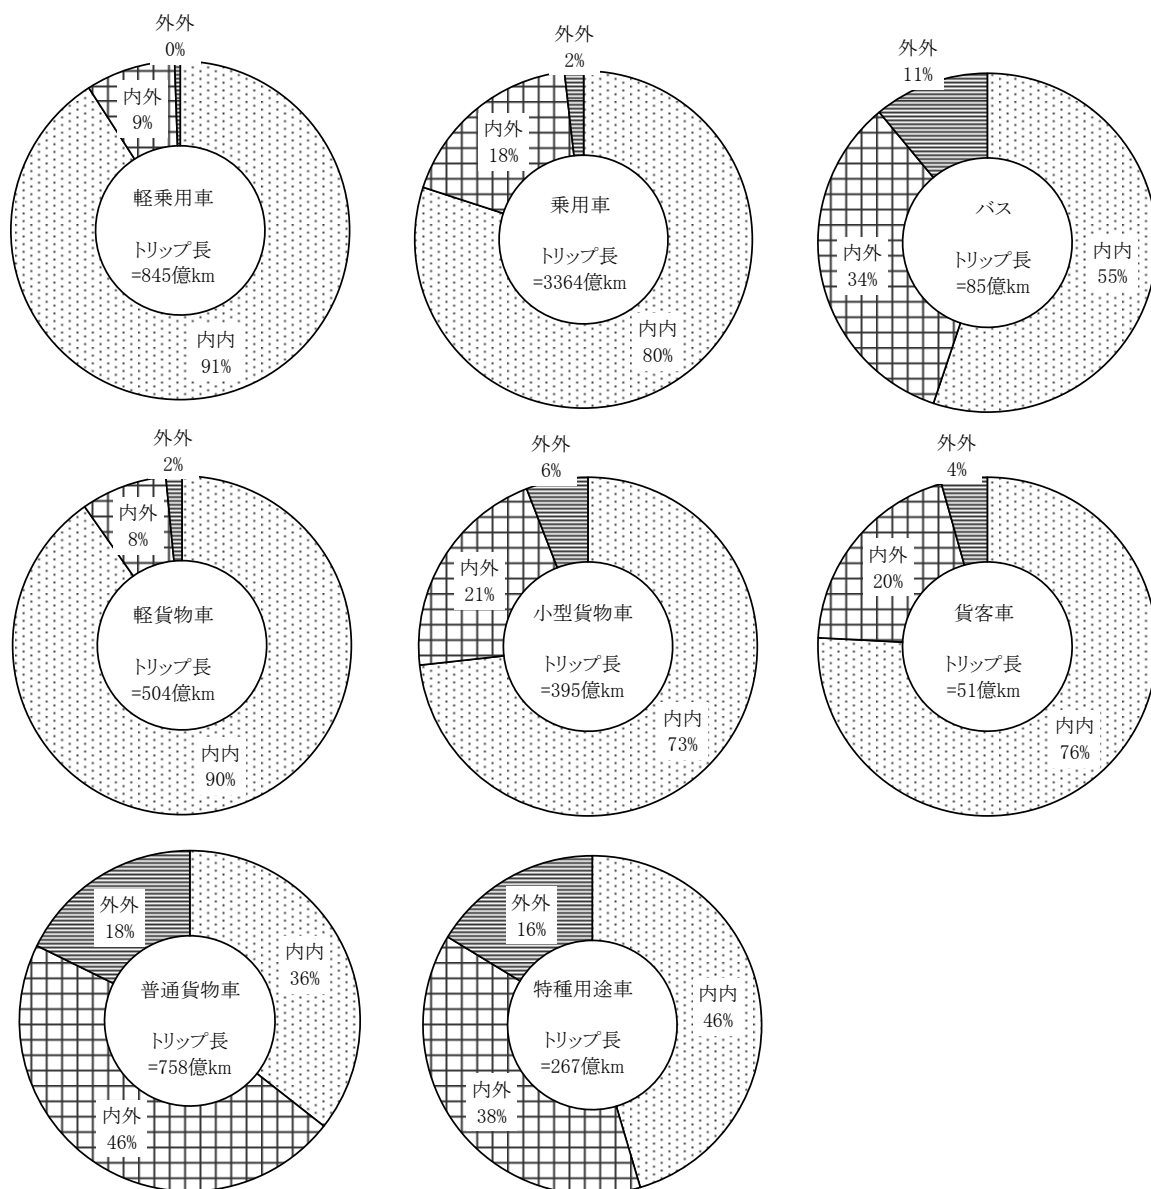 外外
0%
内外
9%
軽乗用車
トリップ長
=845億km
内内
91%
外外
2%
内外
18%
乗用車
トリップ長
=3364億km
内内
80%
外外
11%
内外
34%
バス
トリップ長
=85億km
内内
55%
外外
2%
内外
8%
軽貨物車
トリップ長
=504億km
内内
90%
外外
6%
内外
21%
小型貨物車
トリップ長
=395億km
内内
73%
外外
4%
内外
20%
貨客車
トリップ長
=51億km
内内
76%
外外
18%
内内
36%
普通貨物車
トリップ長
=758億km
内外
46%
外外
16%
内内
46%
特種用途車
トリップ長
=267億km
内外
38%